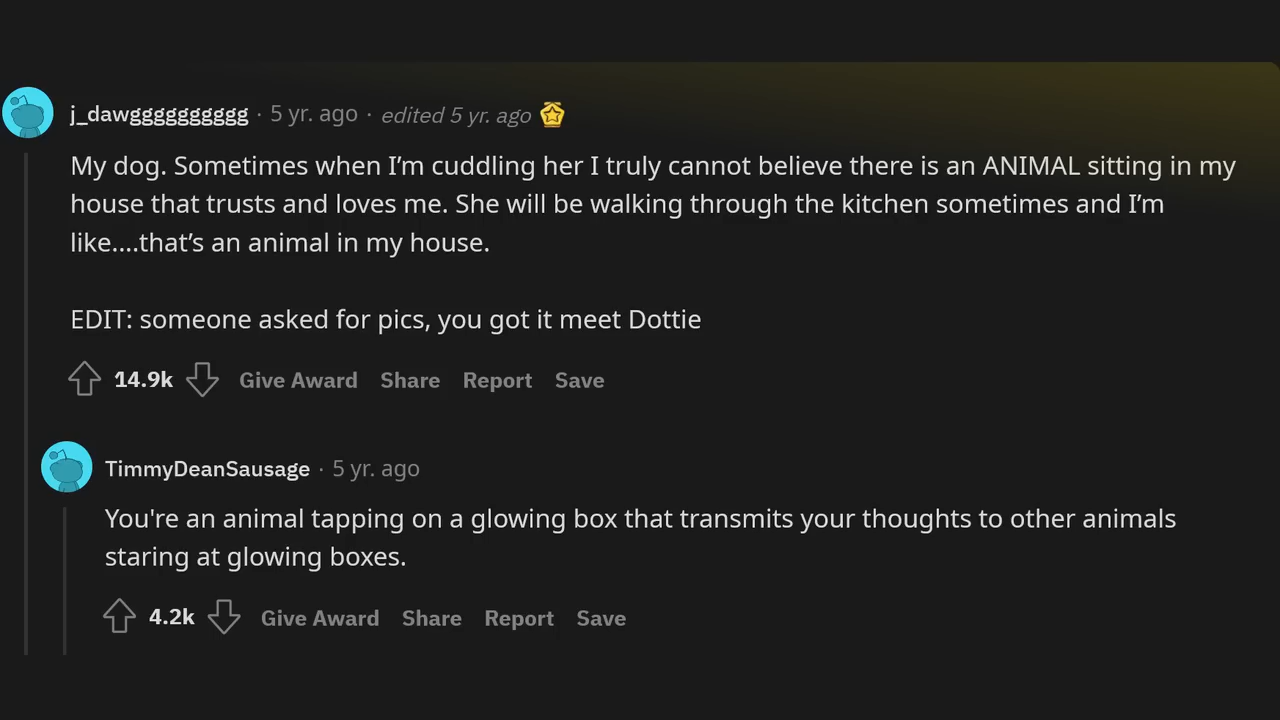 j_dawgggggggggg · 5 yr. ago · edited 5 yr. ago
My dog. Sometimes when I’m cuddling her I truly cannot believe there is an ANIMAL sitting in my
house that trusts and loves me. She will be walking through the kitchen sometimes and I’m
like....that’s an animal in my house.
EDIT: someone asked for pics, you got it meet Dottie
14.9k Give Award Share Report Save
TimmyDeanSausage · 5 yr. ago
You're an animal tapping on a glowing box that transmits your thoughts to other animals
staring at glowing boxes.
4.2k Give Award Share Report Save